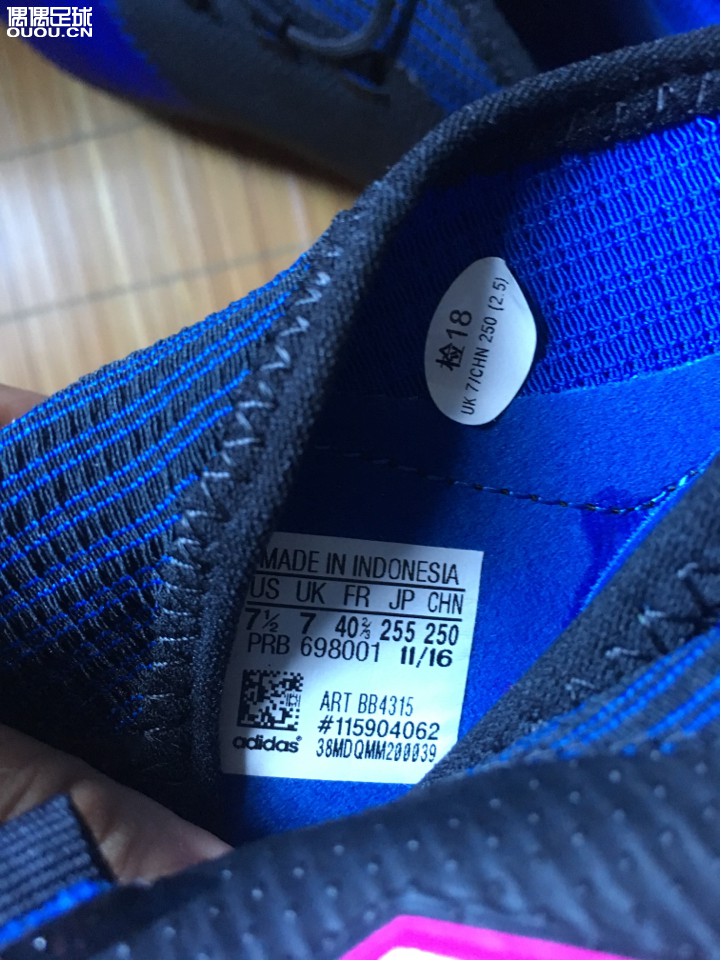 偶偶足球
OUOU.CN
检18
UK 7/CHN 250 (2.5)
MADE IN INDONESIA
US UK FR JP CHN
7½ 7 40⅔ 255 250
PRB 698001 11/16
ART BB4315
#115904062
adidas® 38MDQMM200039